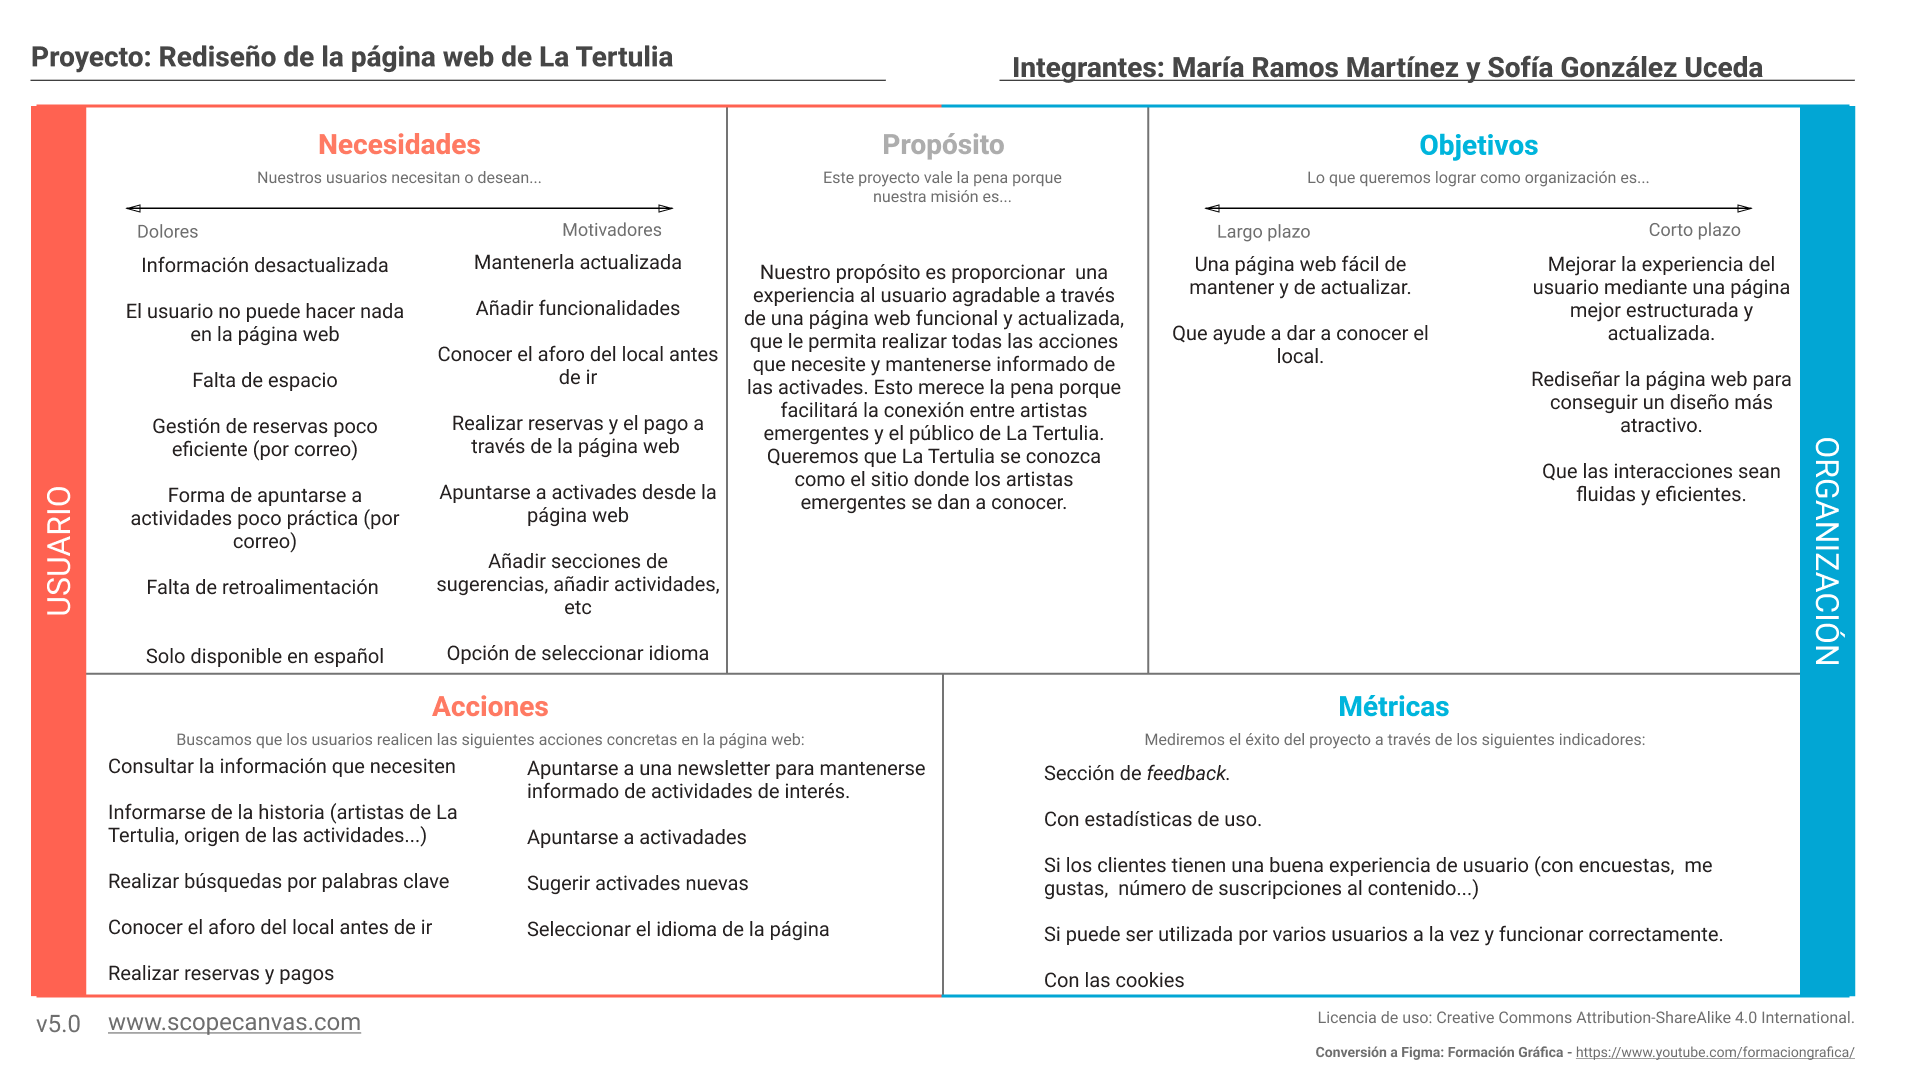 Proyecto: Rediseño de la página web de La Tertulia
Integrantes: María Ramos Martínez y Sofía González Uceda
USUARIO
Necesidades
Nuestros usuarios necesitan o desean...
Dolores
Motivadores
Información desactualizada
El usuario no puede hacer nada
en la página web
Falta de espacio
Gestión de reservas poco
eficiente (por correo)
Forma de apuntarse a
actividades poco práctica (por
correo)
Falta de retroalimentación
Solo disponible en español
Mantenerla actualizada
Añadir funcionalidades
Conocer el aforo del local antes
de ir
Realizar reservas y el pago a
través de la página web
Apuntarse a activades desde la
página web
Añadir secciones de
sugerencias, añadir actividades,
etc
Opción de seleccionar idioma
Propósito
Este proyecto vale la pena porque
nuestra misión es...
Nuestro propósito es proporcionar  una
experiencia al usuario agradable a través
de una página web funcional y actualizada,
que le permita realizar todas las acciones
que necesite y mantenerse informado de
las activades. Esto merece la pena porque
facilitará la conexión entre artistas
emergentes y el público de La Tertulia.
Queremos que La Tertulia se conozca
como el sitio donde los artistas
emergentes se dan a conocer.
Objetivos
Lo que queremos lograr como organización es...
Largo plazo
Corto plazo
Una página web fácil de
mantener y de actualizar.
Que ayude a dar a conocer el
local.
Mejorar la experiencia del
usuario mediante una página
mejor estructurada y
actualizada.
Rediseñar la página web para
conseguir un diseño más
atractivo.
Que las interacciones sean
fluidas y eficientes.
ORGANIZACIÓN
Acciones
Buscamos que los usuarios realicen las siguientes acciones concretas en la página web:
Consultar la información que necesiten
Informarse de la historia (artistas de La
Tertulia, origen de las actividades...)
Realizar búsquedas por palabras clave
Conocer el aforo del local antes de ir
Realizar reservas y pagos
Apuntarse a una newsletter para mantenerse
informado de actividades de interés.
Apuntarse a activadades
Sugerir activades nuevas
Seleccionar el idioma de la página
Métricas
Mediremos el éxito del proyecto a través de los siguientes indicadores:
Sección de feedback.
Con estadísticas de uso.
Si los clientes tienen una buena experiencia de usuario (con encuestas,  me
gustas,  número de suscripciones al contenido...)
Si puede ser utilizada por varios usuarios a la vez y funcionar correctamente.
Con las cookies
v5.0 www.scopecanvas.com
Licencia de uso: Creative Commons Attribution-ShareAlike 4.0 International.
Conversión a Figma: Formación Gráfica - https://www.youtube.com/formaciongrafica/